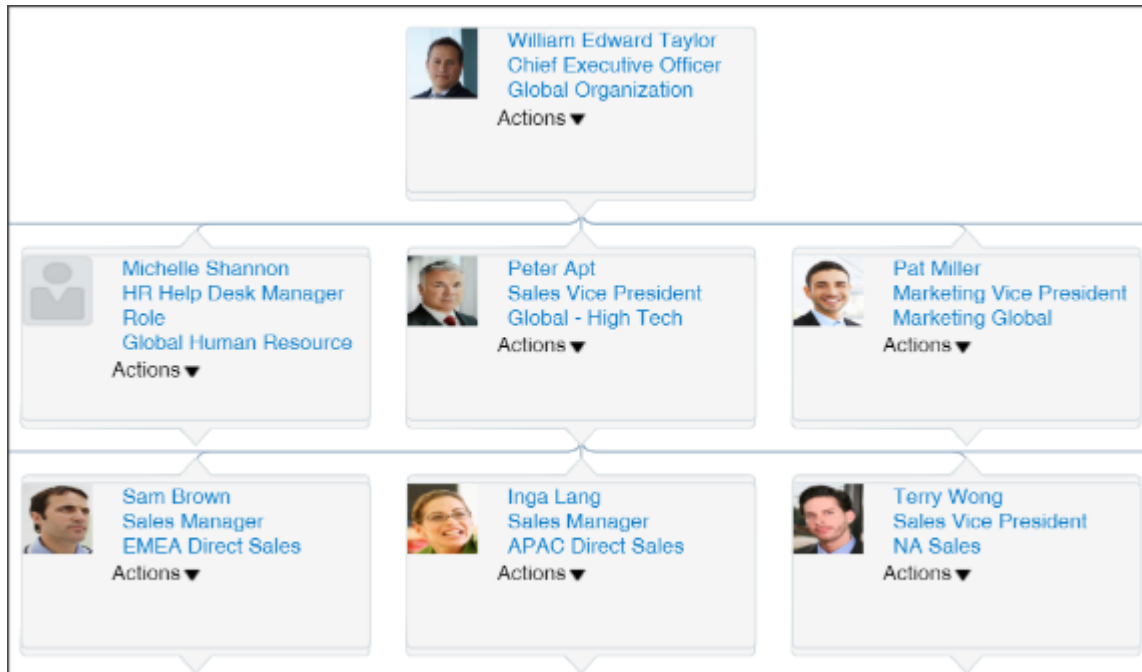 William Edward Taylor
Chief Executive Officer
Global Organization
Actions▼
Michelle Shannon
HR Help Desk Manager
Role
Global Human Resource
Actions▼
Peter Apt
Sales Vice President
Global - High Tech
Actions▼
Pat Miller
Marketing Vice President
Marketing Global
Actions▼
Sam Brown
Sales Manager
EMEA Direct Sales
Actions▼
Inga Lang
Sales Manager
APAC Direct Sales
Actions▼
Terry Wong
Sales Vice President
NA Sales
Actions▼